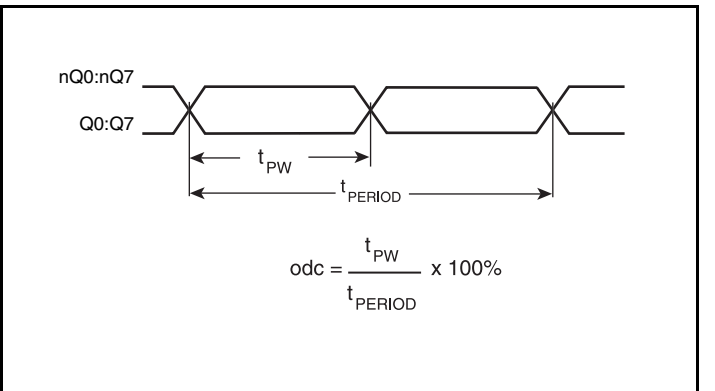 nQ0:nQ7
Q0:Q7
tPW
tPERIOD
odc = tPW / tPERIOD x 100%